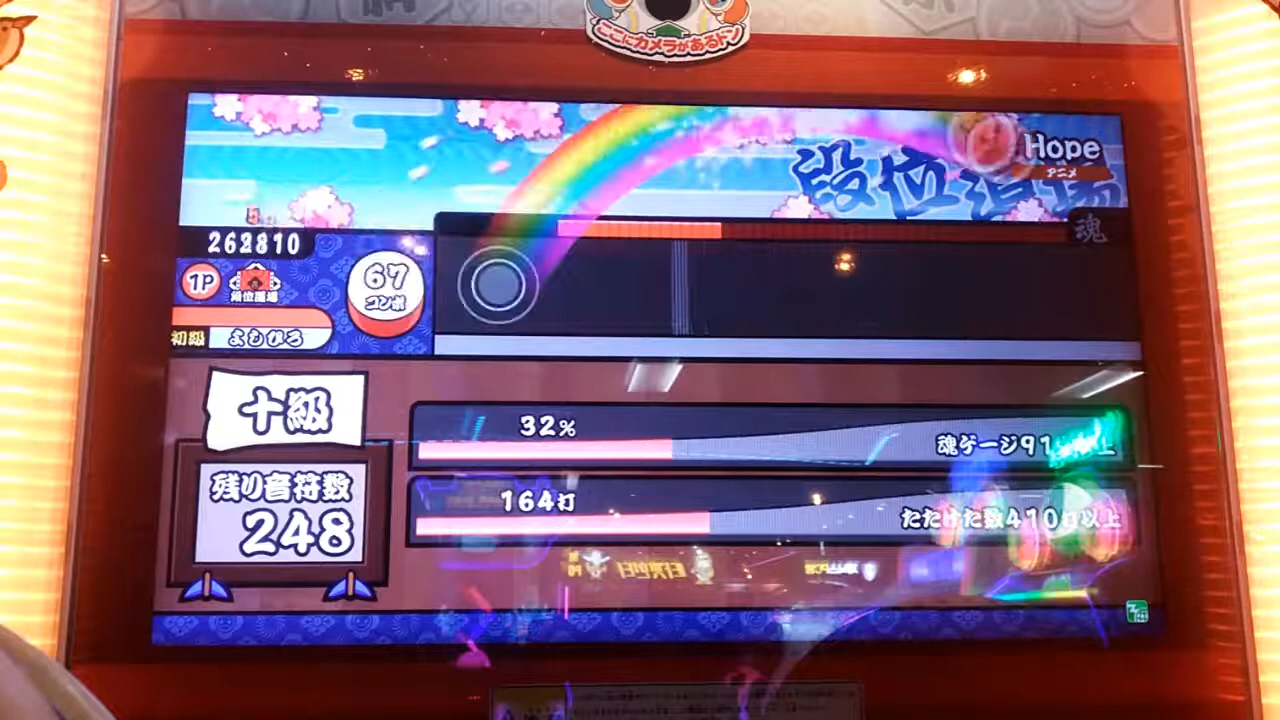 ここにカメラがあるドン
Hope
アニメ
段位道場
魂
262810
1P
段位道場
67
コンボ
初級
よしひろ
十級
32%
魂ゲージ91
残り音符数
248
164打
たたけた数410打以上